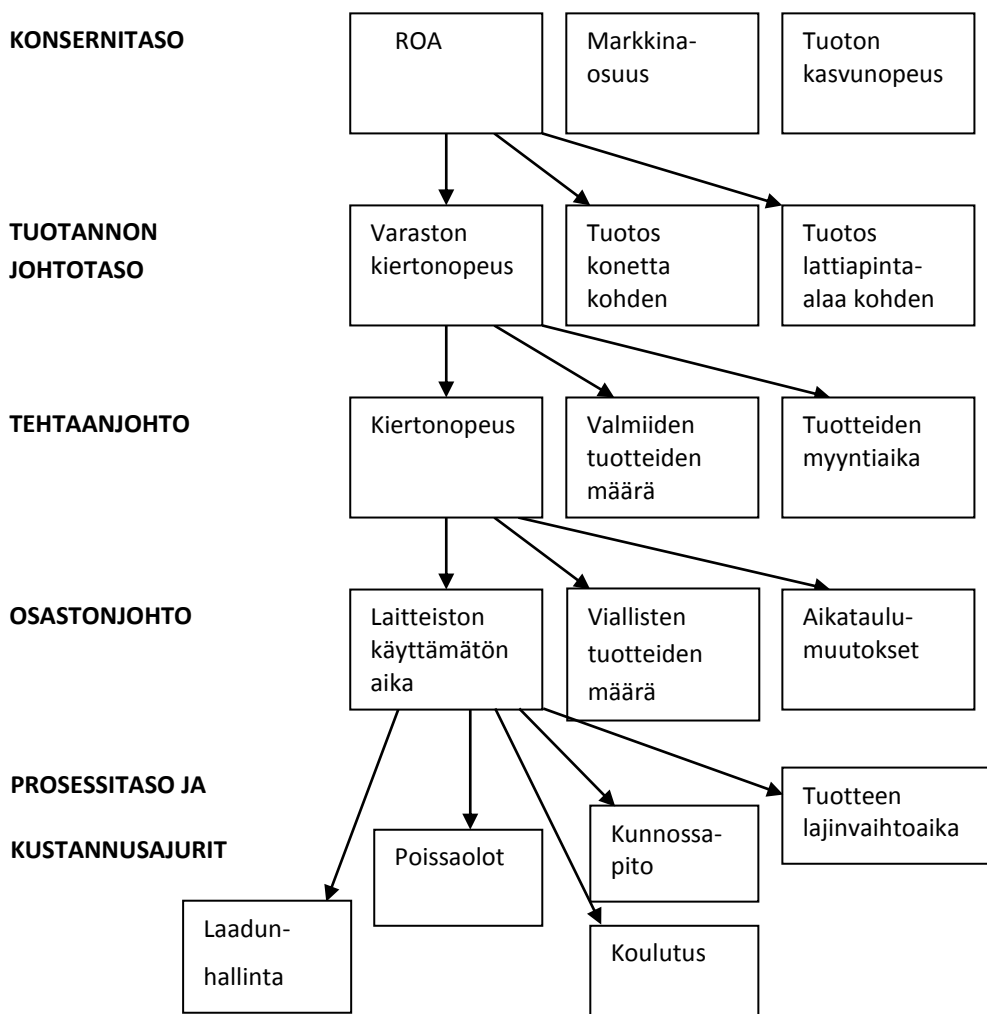 KONSERNITASO
ROA
Markkina-
osuus
Tuoton
kasvunopeus
TUOTANNON
JOHTOTASO
Varaston
kiertonopeus
Tuotos
konetta
kohden
Tuotos
lattiapinta-
alaa kohden
TEHTAANJOHTO
Kiertonopeus
Valmiiden
tuotteiden
määrä
Tuotteiden
myyntiaika
OSASTONJOHTO
Laitteiston
käyttämätön
aika
Viallisten
tuotteiden
määrä
Aikataulu-
muutokset
PROSESSITASO JA
KUSTANNUSAJURIT
Tuotteen
lajinvaihtoaika
Kunnossa-
pito
Poissaolot
Laadun-
hallinta
Koulutus